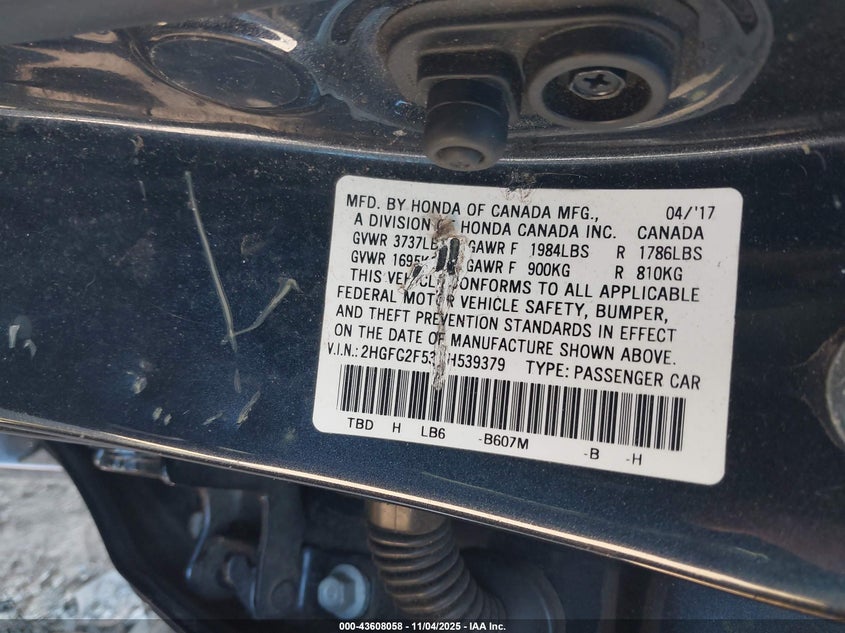 MFD. BY HONDA OF CANADA MFG., 04/'17
A DIVISION HONDA CANADA INC. CANADA
GVWR 3737LB GAWR F 1984LBS R 1786LBS
GVWR 1695K GAWR F 900KG R 810KG
THIS VEHICLE CONFORMS TO ALL APPLICABLE
FEDERAL MOTOR VEHICLE SAFETY, BUMPER,
AND THEFT PREVENTION STANDARDS IN EFFECT
ON THE DATE OF MANUFACTURE SHOWN ABOVE.
V.I.N.: TYPE: PASSENGER CAR
TBD H LB6 -B607M -B -H
000-43608058 - 11/04/2025 - IAA Inc.